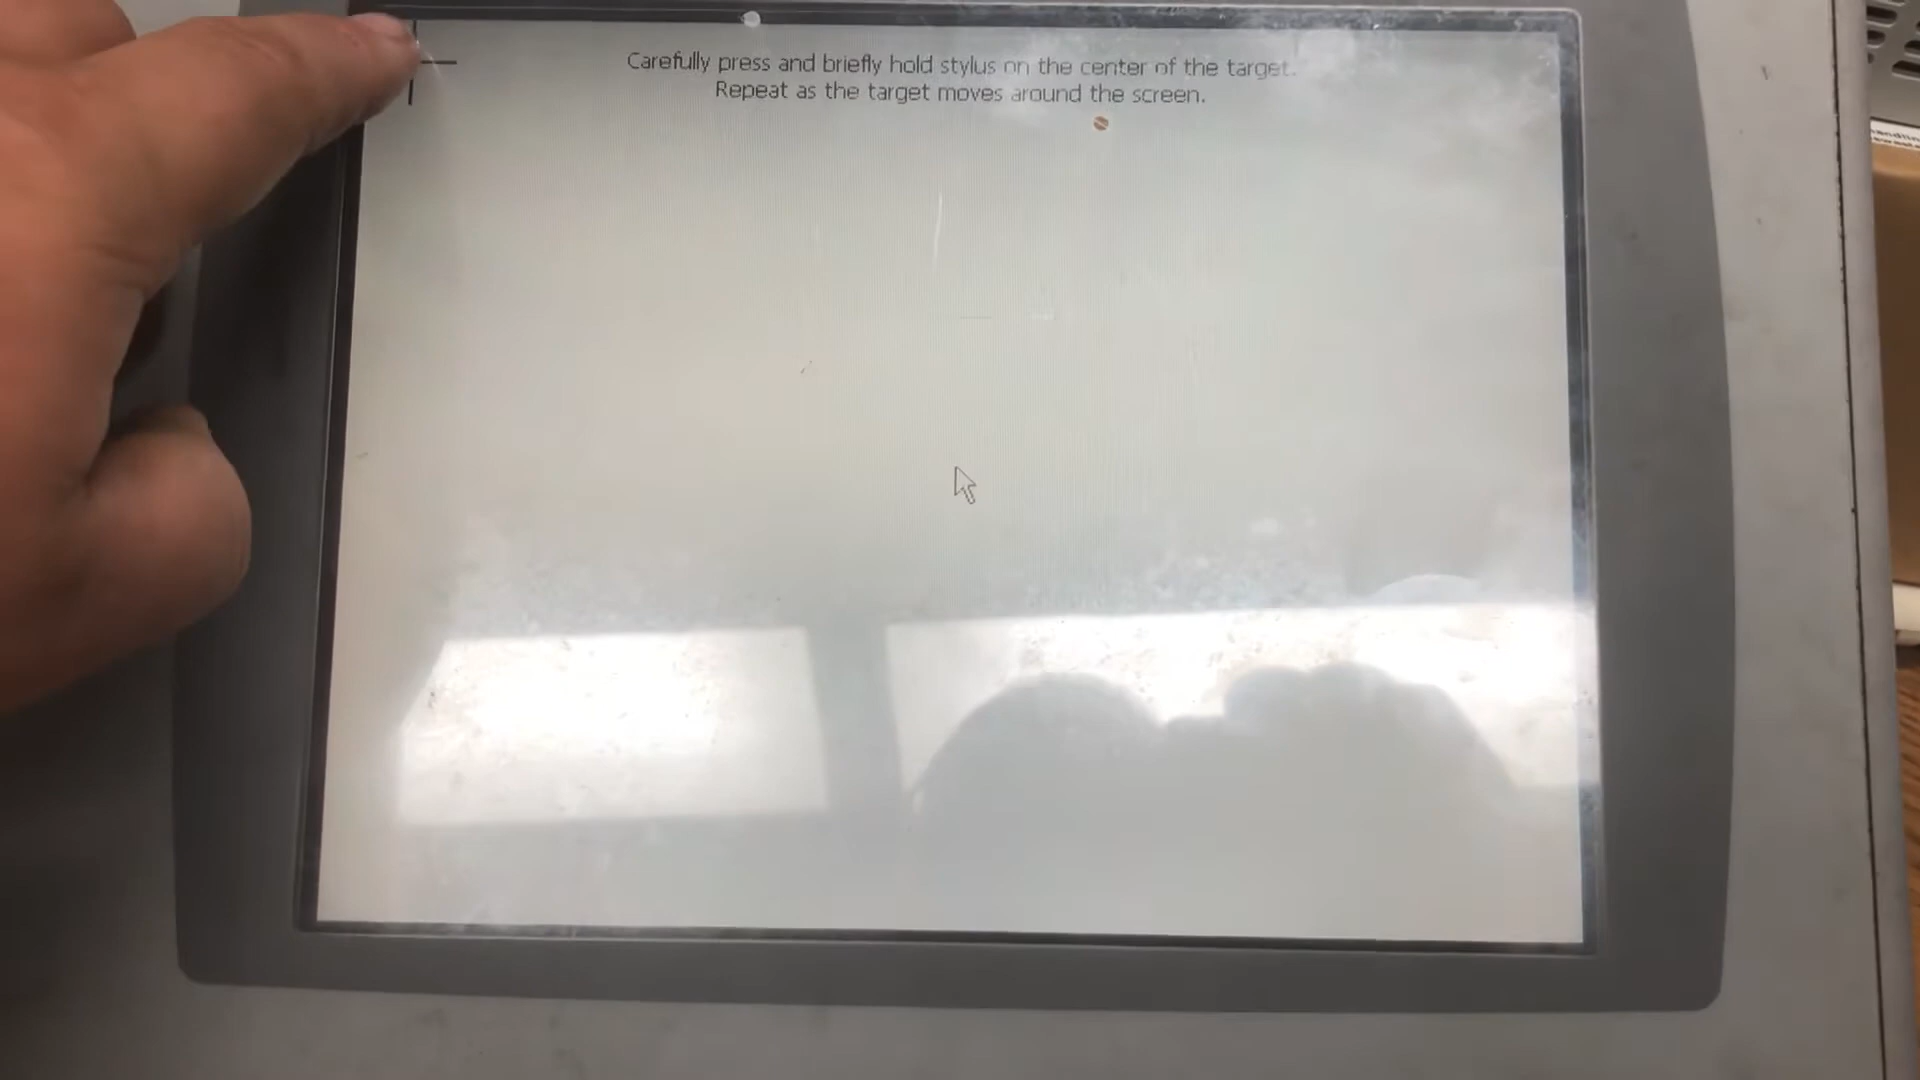 Carefully press and briefly hold stylus on the center of the target.
Repeat as the target moves around the screen.